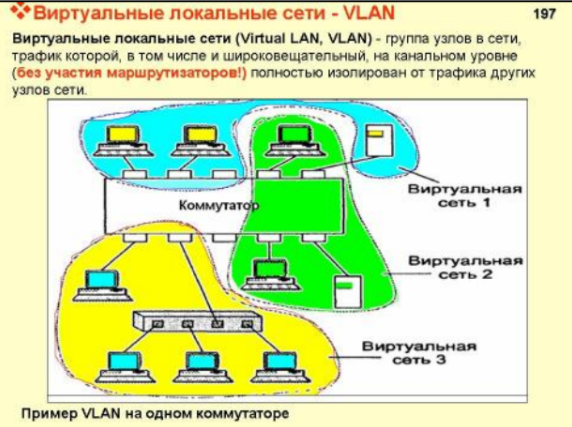 Виртуальные локальные сети - VLAN
197
Виртуальные локальные сети (Virtual LAN, VLAN) - группа узлов в сети,
трафик которой, в том числе и широковещательный, на канальном уровне
(без участия маршрутизаторов!) полностью изолирован от трафика других
узлов сети.
Коммутатор
Виртуальная
сеть 1
Виртуальная
сеть 2
Виртуальная
сеть 3
Пример VLAN на одном коммутаторе